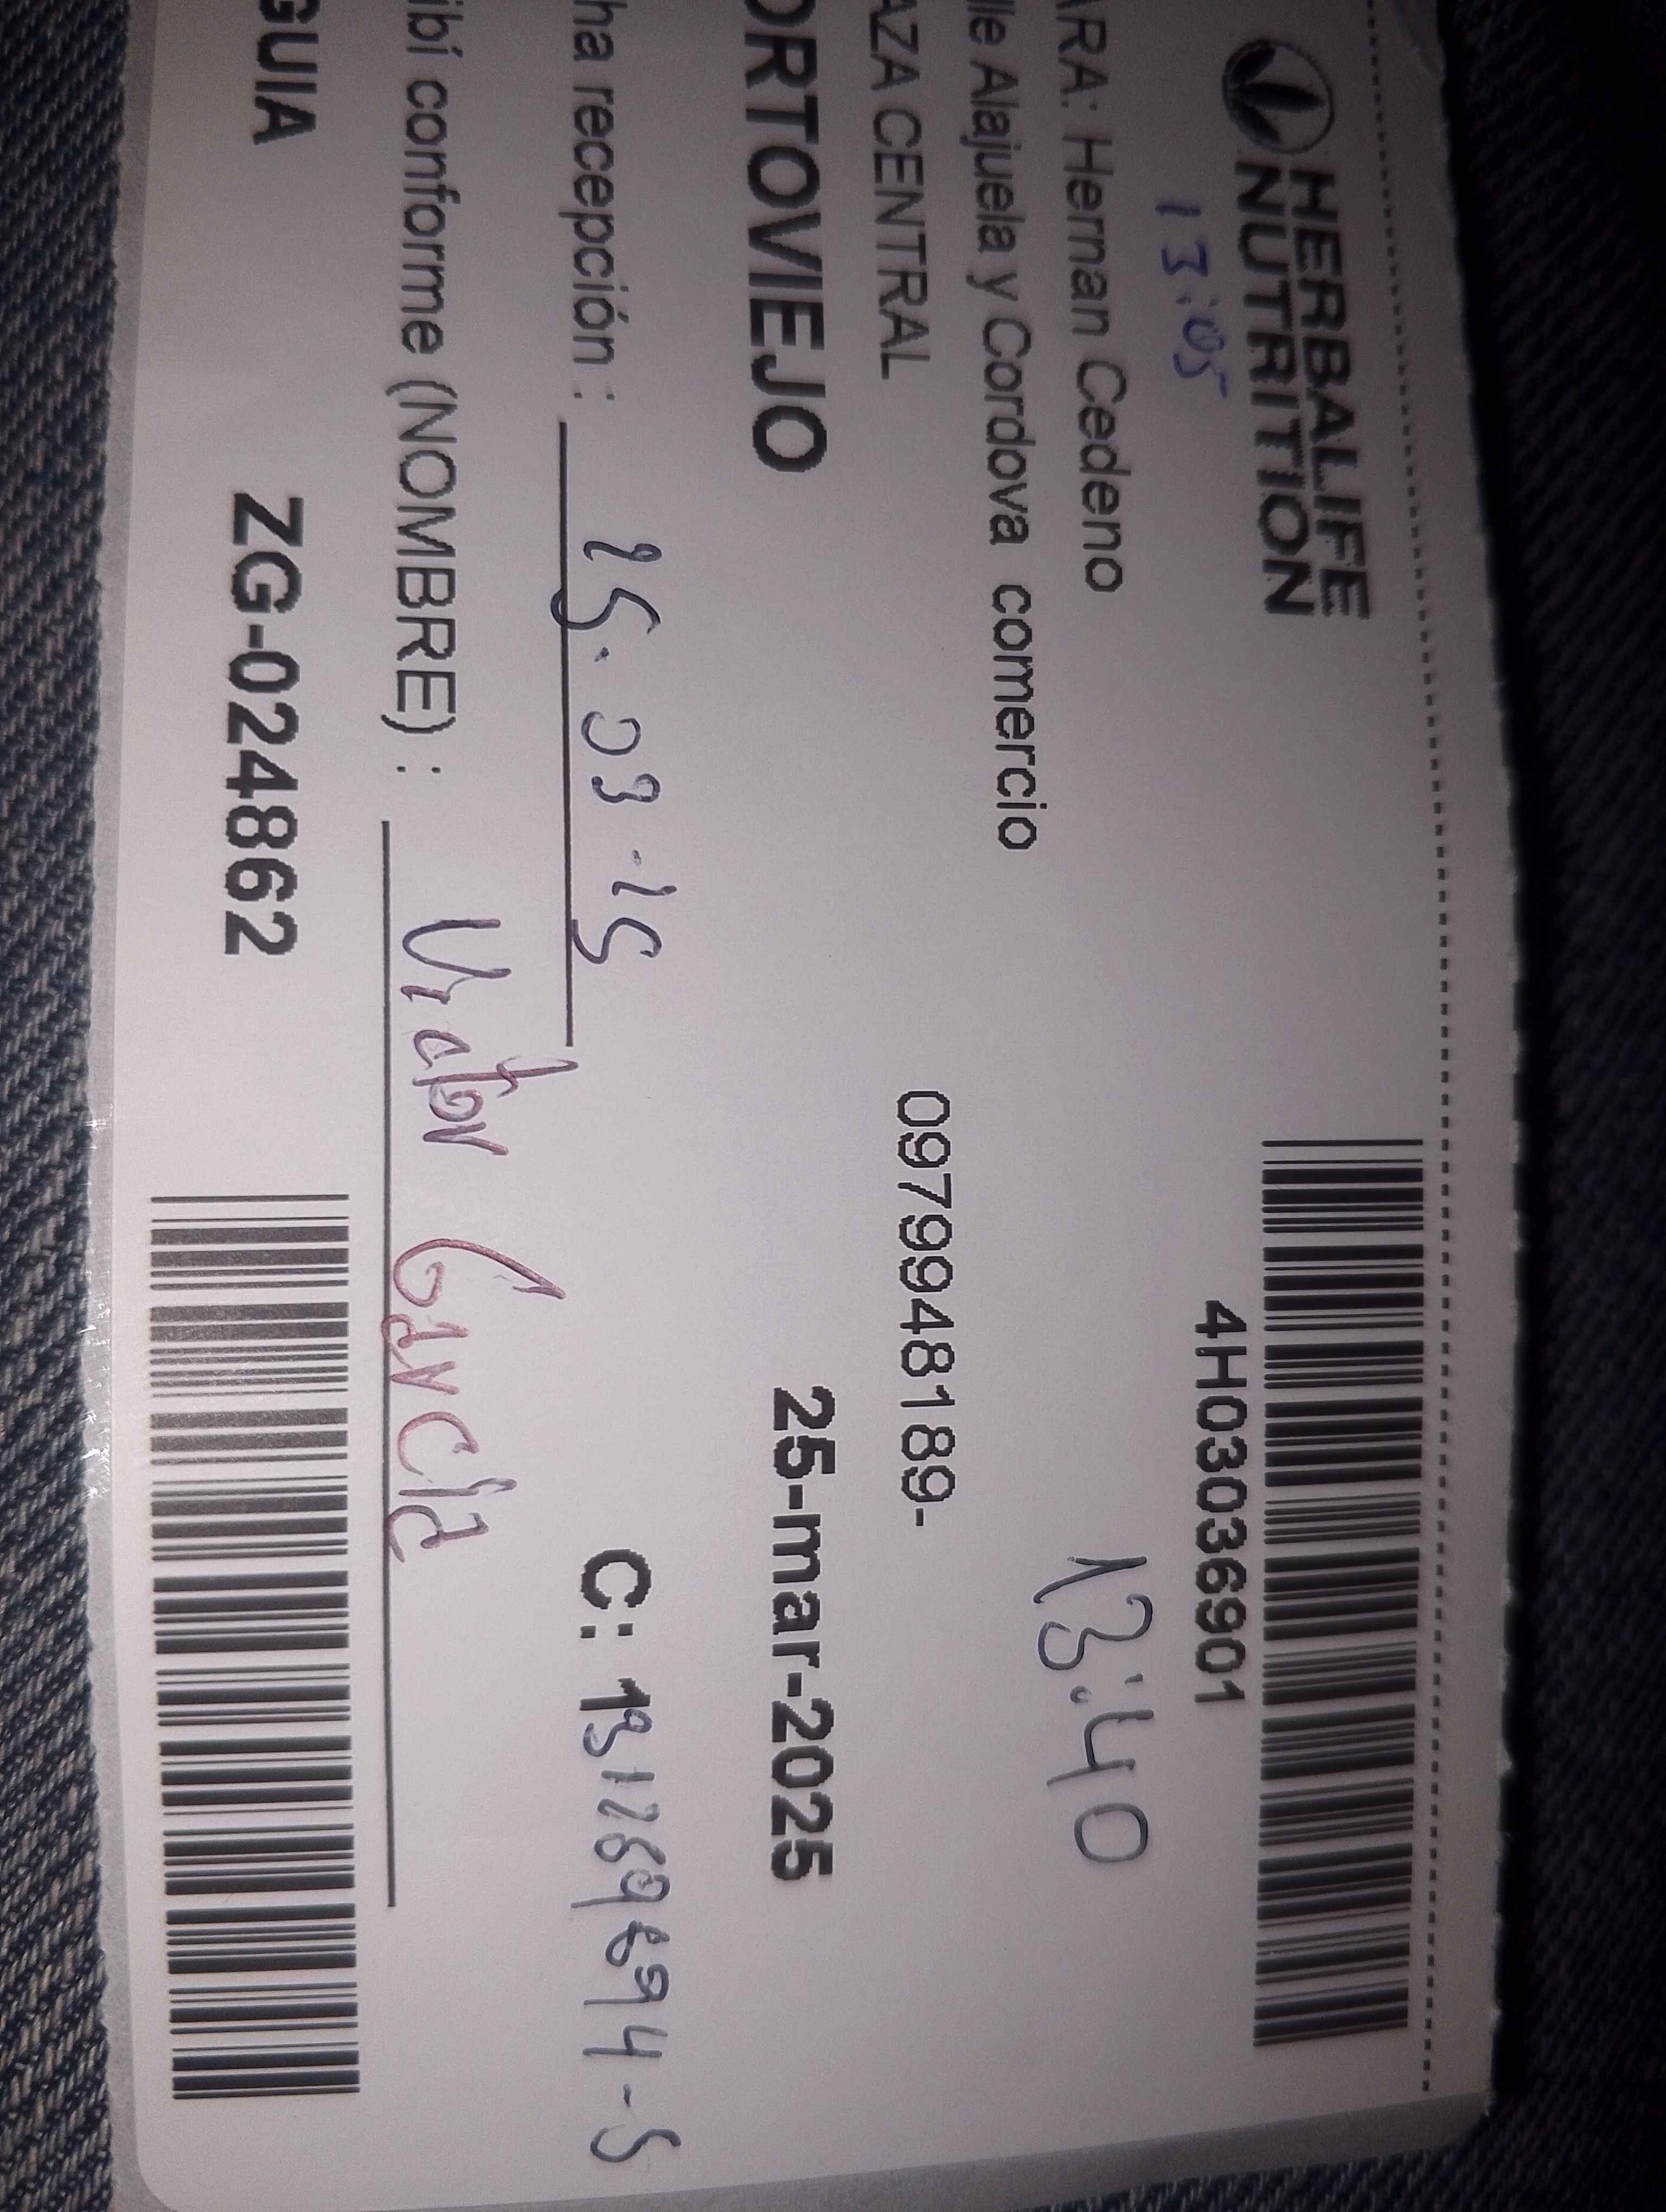 HERBALIFE
NUTRITION
4H03036901
13:05
ARA: Hernan Cedeno
13:40
lle Alajuela y Cordova comercio
AZA CENTRAL
0979948189-
ORTOVIEJO
25-mar-2025
ha recepción :
25.03.25
C:
ibí conforme (NOMBRE) :
García
GUIA
ZG-024862